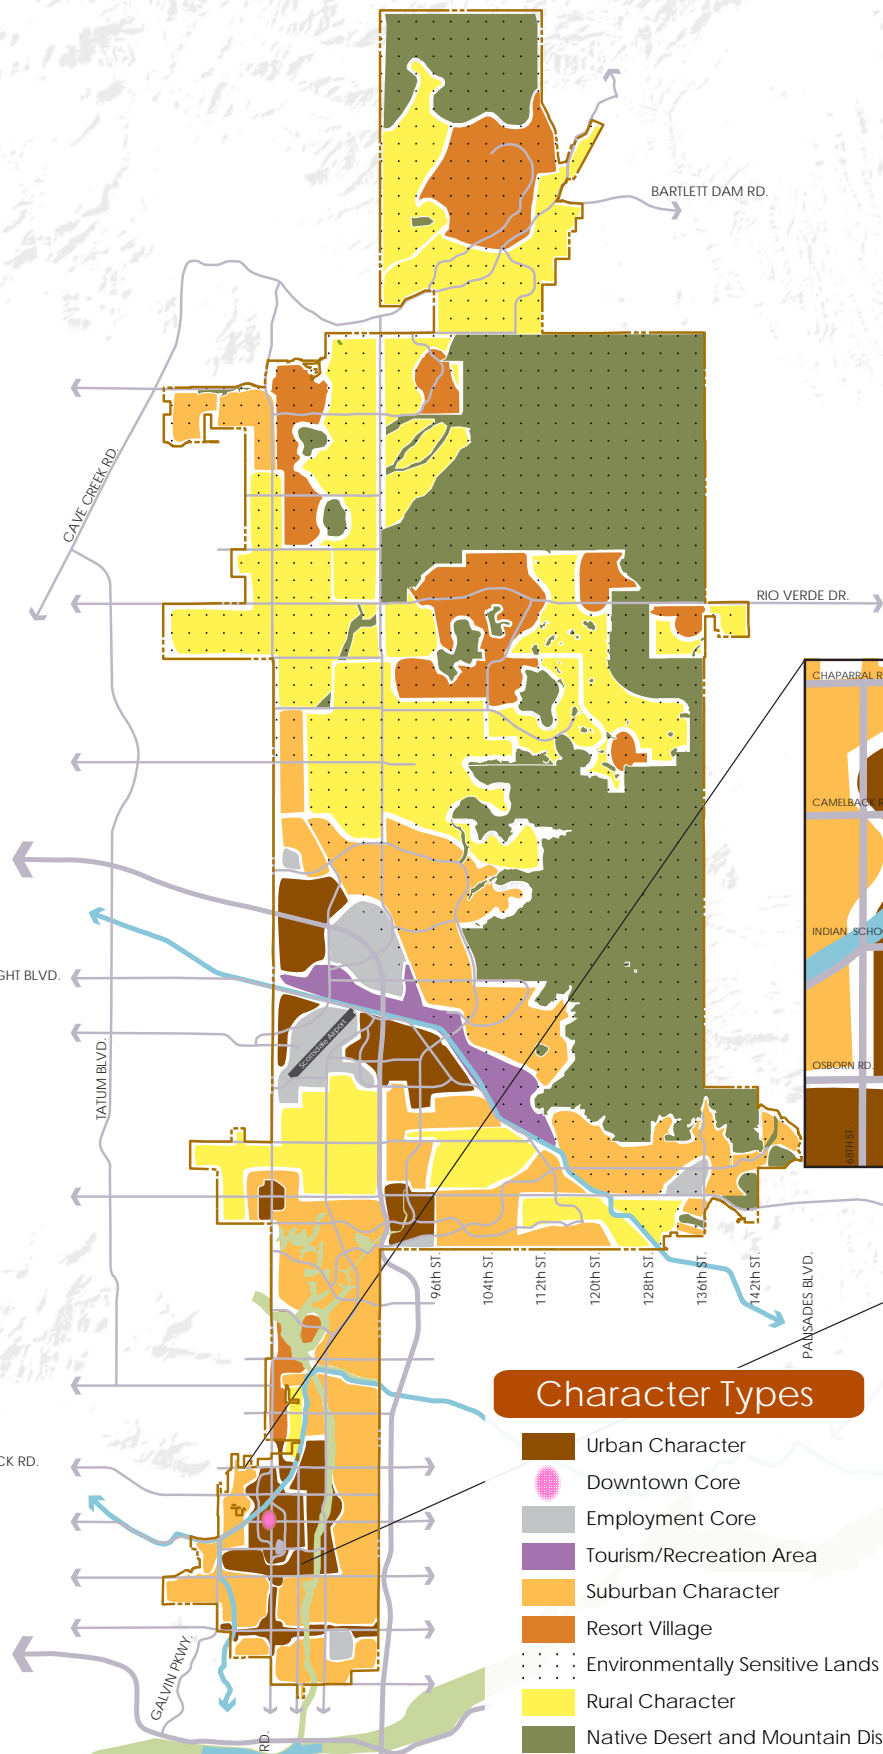 BARTLETT DAM RD.
CAVE CREEK RD.
RIO VERDE DR.
CHAPARRAL R
CAMELBACK R
INDIAN SCHO
OSBORN RD.
68TH ST.
GHT BLVD.
TATUM BLVD.
Scottsdale Airport
96th ST.
104th ST.
112th ST.
120th ST.
128th ST.
136th ST.
142th ST.
PALISADES BLVD.
CK RD.
GALVIN PKWY.
RD.
Character Types
Urban Character
Downtown Core
Employment Core
Tourism/Recreation Area
Suburban Character
Resort Village
Environmentally Sensitive Lands
Rural Character
Native Desert and Mountain Dis